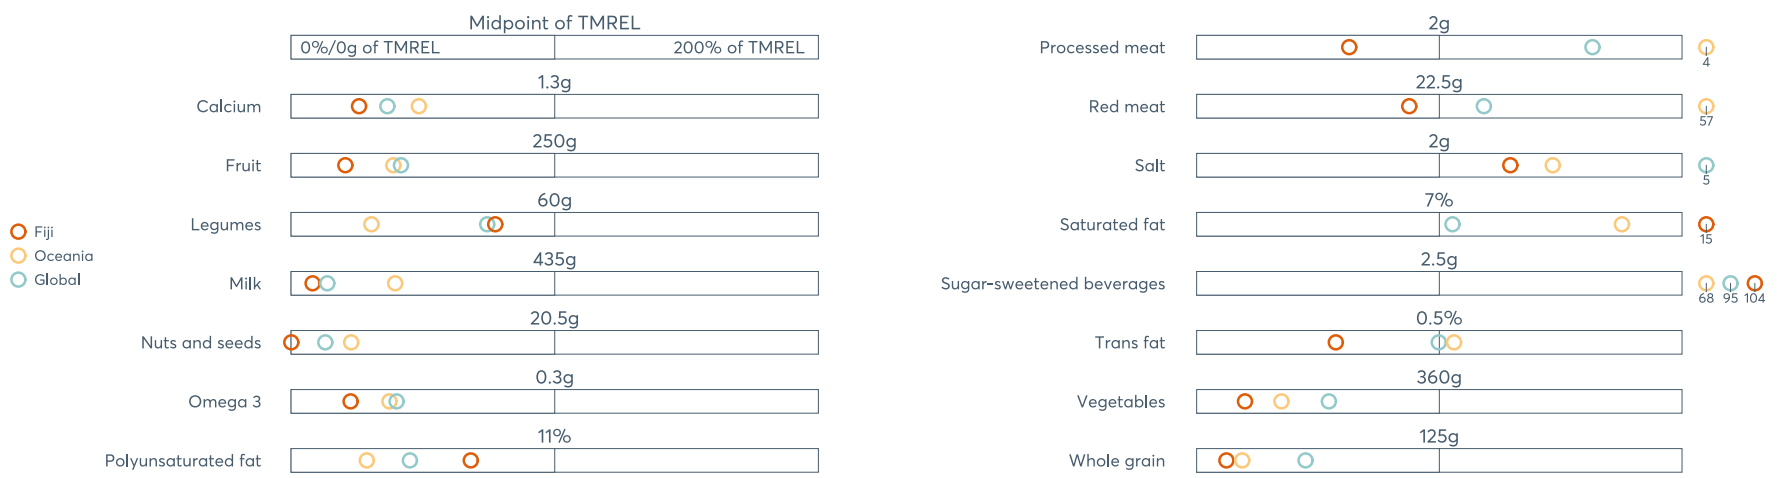 Midpoint of TMREL
0%/0g of TMREL 200% of TMREL
1.3g
Calcium
250g
Fruit
60g
Legumes
435g
Milk
20.5g
Nuts and seeds
0.3g
Omega 3
11%
Polyunsaturated fat
Fiji
Oceania
Global
2g
Processed meat
4
22.5g
Red meat
57
2g
Salt
5
7%
Saturated fat
15
2.5g
Sugar-sweetened beverages
68 95 104
0.5%
Trans fat
360g
Vegetables
125g
Whole grain